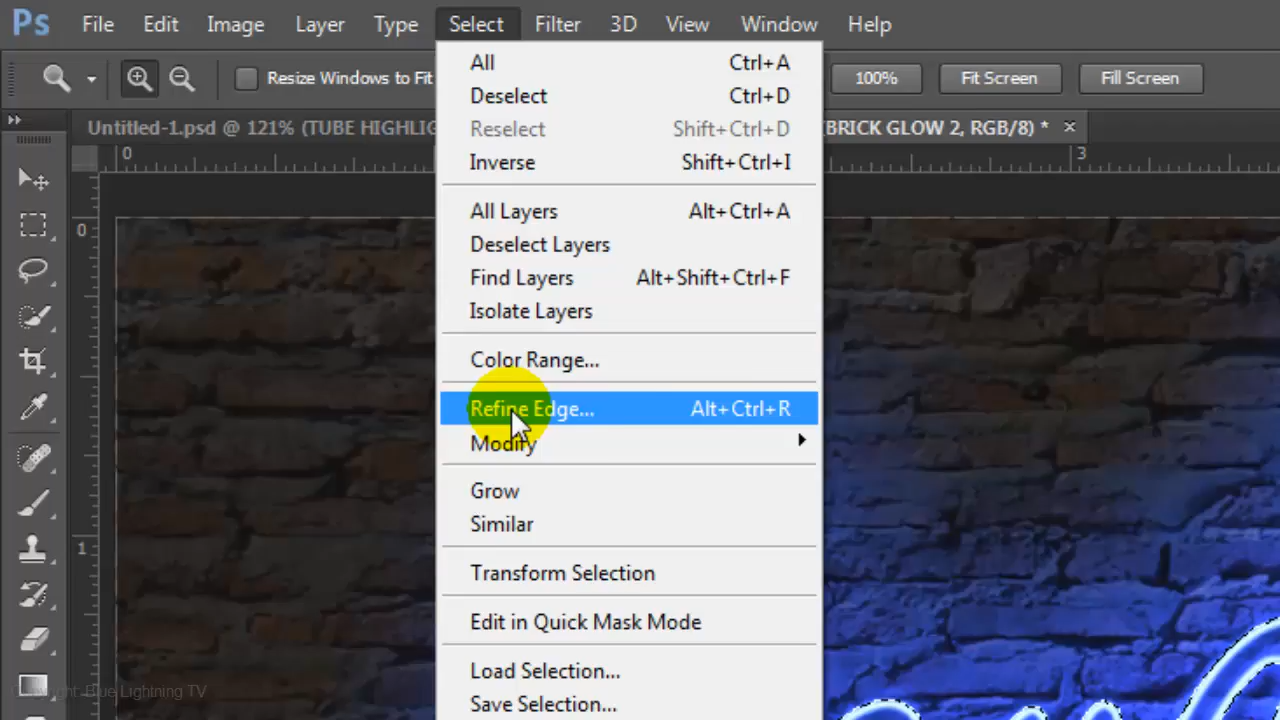 Ps File Edit Image Layer Type Select Filter 3D View Window Help
Resize Windows to Fit 100% Fit Screen Fill Screen
Untitled-1.psd @ 121% (TUBE HIGHLIG BRICK GLOW 2, RGB/8) * ×
0 3
0
1
All Ctrl+A
Deselect Ctrl+D
Reselect Shift+Ctrl+D
Inverse Shift+Ctrl+I
All Layers Alt+Ctrl+A
Deselect Layers
Find Layers Alt+Shift+Ctrl+F
Isolate Layers
Color Range...
Refine Edge... Alt+Ctrl+R
Modify
Grow
Similar
Transform Selection
Edit in Quick Mask Mode
Load Selection...
Save Selection...
Blue Lightning TV